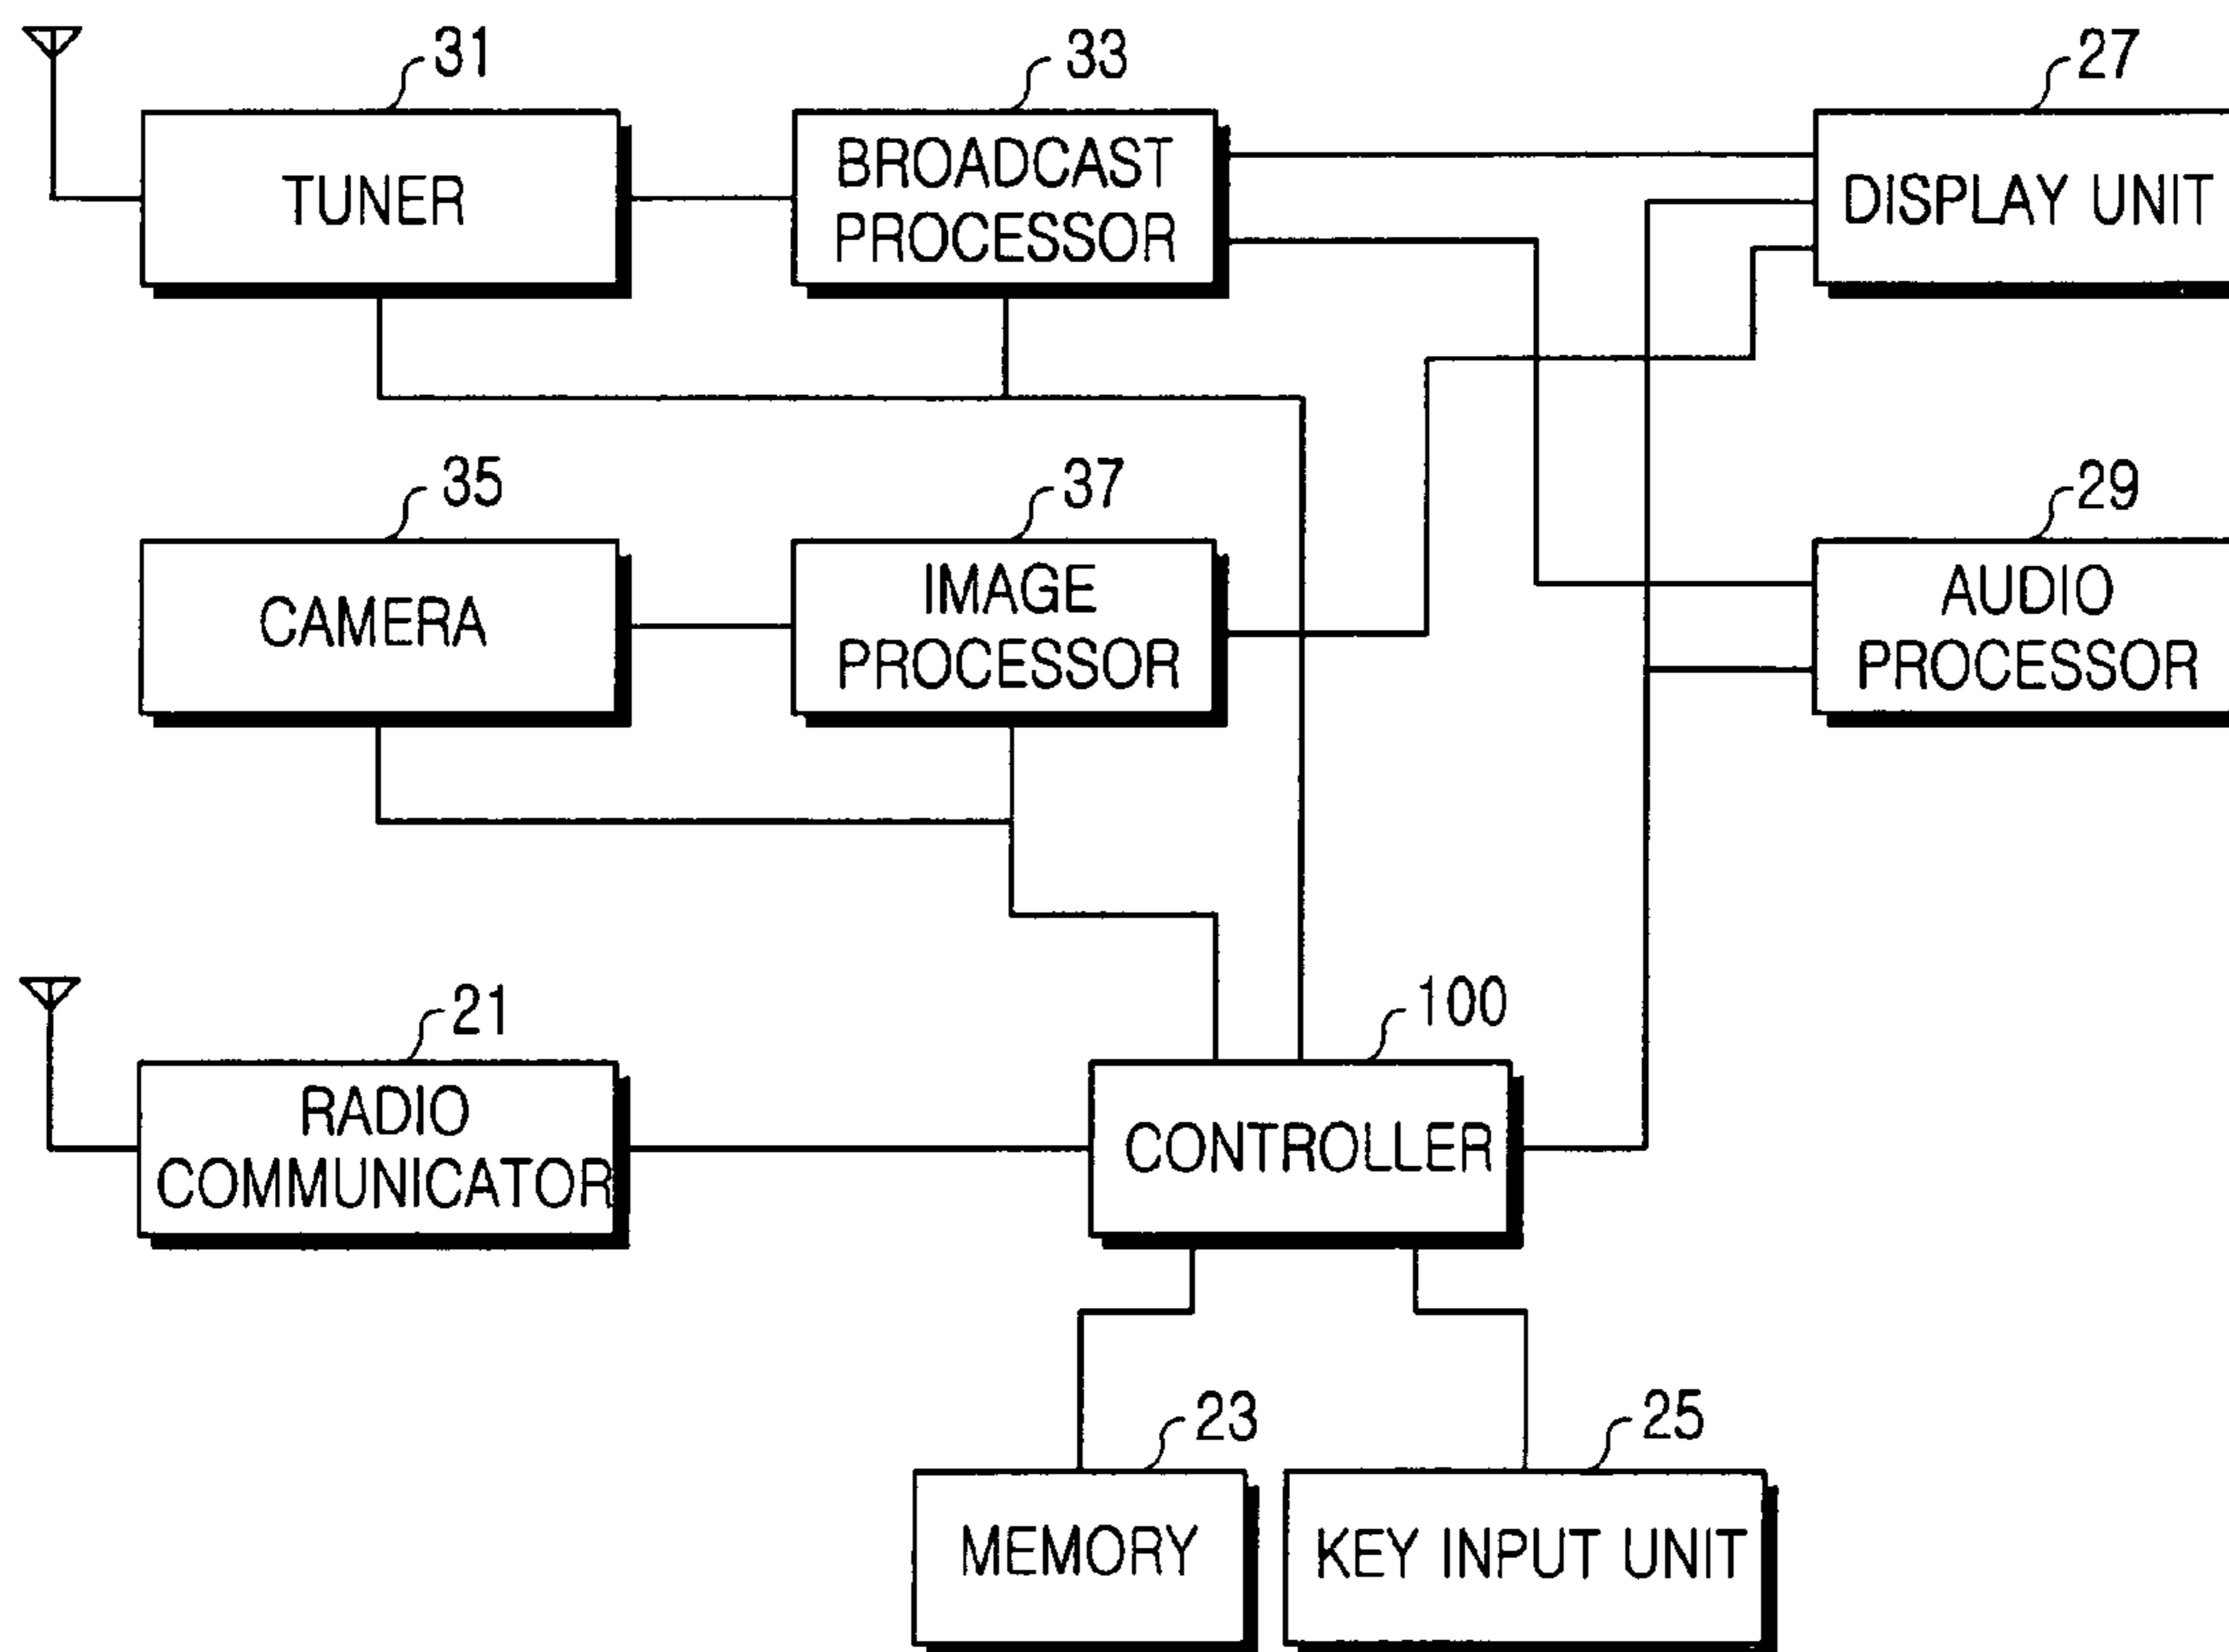 31
33
27
TUNER
BROADCAST
PROCESSOR
DISPLAY UNIT
35
37
29
CAMERA
IMAGE
PROCESSOR
AUDIO
PROCESSOR
21
100
RADIO
COMMUNICATOR
CONTROLLER
23
25
MEMORY
KEY INPUT UNIT